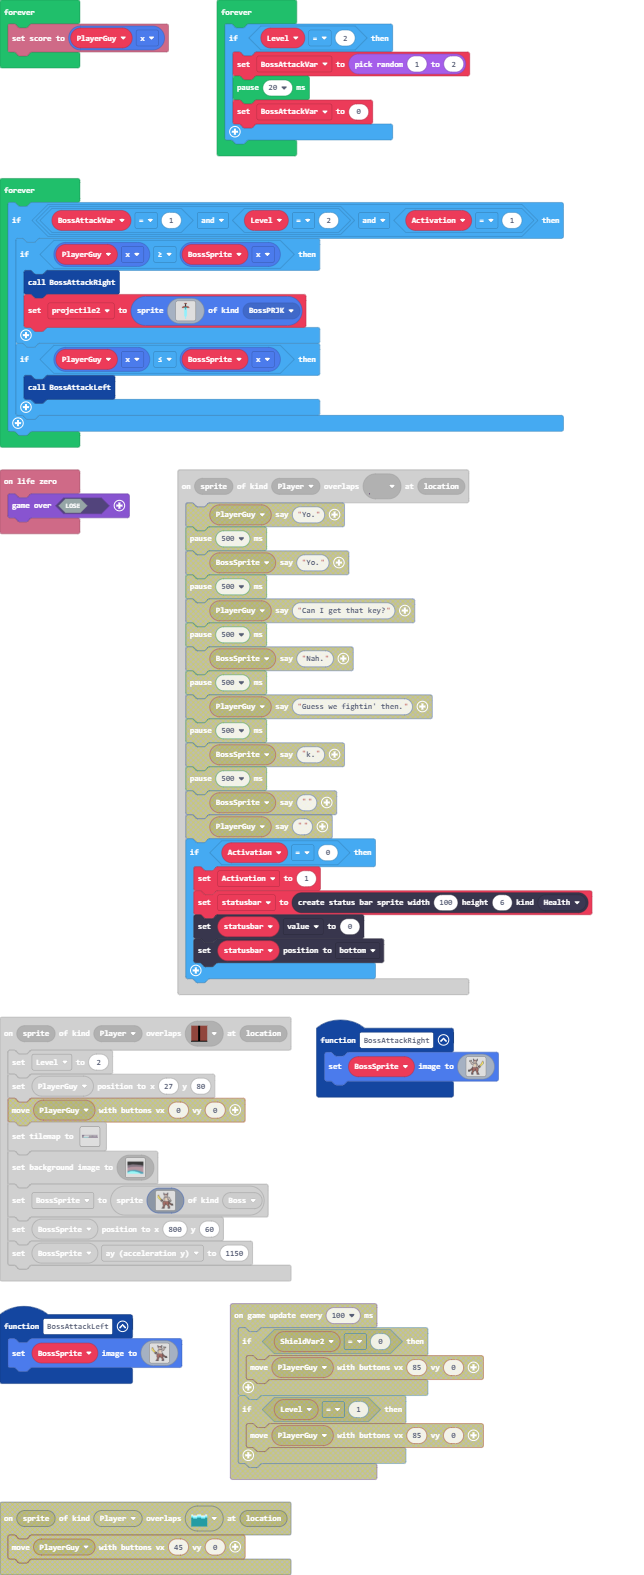 forever
set score to PlayerGuy x
forever
if Level = 2 then
set BossAttackVar to pick random 1 to 2
pause 20 ms
set BossAttackVar to 0
forever
if BossAttackVar = 1 and Level = 2 and Activation = 1 then
if PlayerGuy x ≥ BossSprite x then
call BossAttackRight
set projectile2 to sprite of kind BossPRJK
if PlayerGuy x ≤ BossSprite x then
call BossAttackLeft
on life zero
game over LOSE
on sprite of kind Player overlaps at location
PlayerGuy say "Yo."
pause 500 ms
BossSprite say "Yo."
pause 500 ms
PlayerGuy say "Can I get that key?"
pause 500 ms
BossSprite say "Nah."
pause 500 ms
PlayerGuy say "Guess we fightin' then."
pause 500 ms
BossSprite say "k."
pause 500 ms
BossSprite say " "
PlayerGuy say " "
if Activation = 0 then
set Activation to 1
set statusbar to create status bar sprite width 100 height 6 kind Health
set statusbar value to 0
set statusbar position to bottom
on sprite of kind Player overlaps at location
set Level to 2
set PlayerGuy position to x 27 y 80
move PlayerGuy with buttons vx 0 vy 0
set tilemap to
set background image to
set BossSprite to sprite of kind Boss
set BossSprite position to x 800 y 60
set BossSprite ay (acceleration y) to 1150
function BossAttackRight
set BossSprite image to
function BossAttackLeft
set BossSprite image to
on game update every 100 ms
if ShieldVar2 = 0 then
move PlayerGuy with buttons vx 85 vy 0
if Level = 1 then
move PlayerGuy with buttons vx 85 vy 0
on sprite of kind Player overlaps at location
move PlayerGuy with buttons vx 45 vy 0